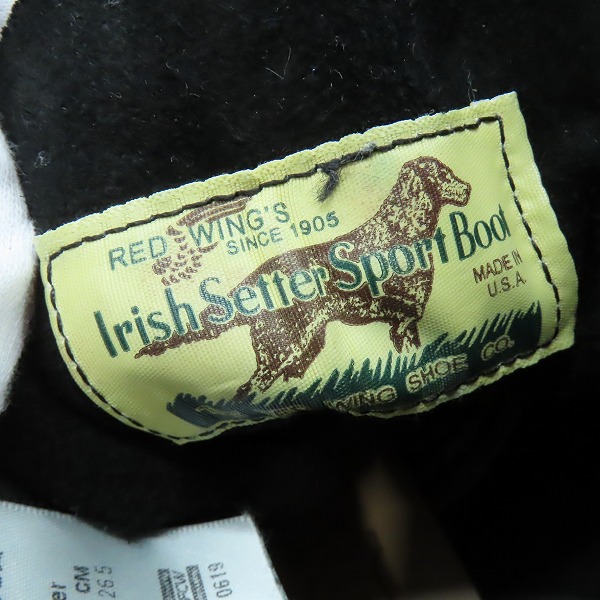 RED WING'S
SINCE 1905
Irish Setter Sport Boot
MADE IN
U.S.A.
WING SHOE CO.
CM
26.5
0619